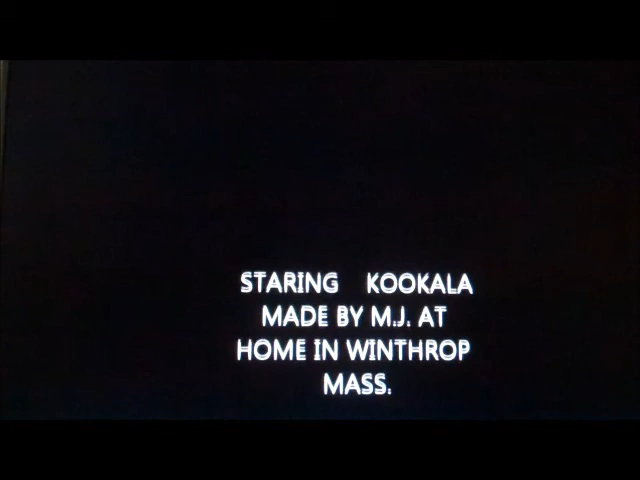 STARING KOOKALA
MADE BY M.J. AT
HOME IN WINTHROP
MASS.